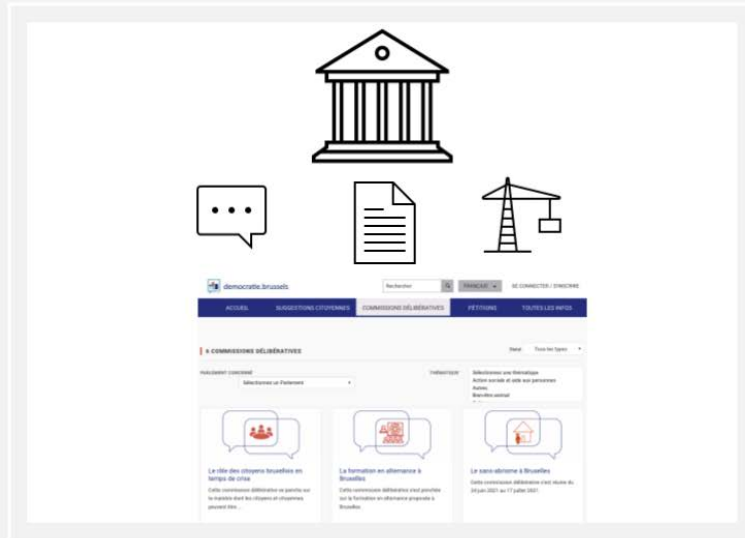 democratie.brussels
Rechercher
FRANÇAIS
SE CONNECTER / S'INSCRIRE
ACCUEIL
SUGGESTIONS CITOYENNES
COMMISSIONS DÉLIBÉRATIVES
PÉTITIONS
TOUTES LES INFOS
6 COMMISSIONS DÉLIBÉRATIVES
Tous les types
PARLEMENT CONCERNÉ
Sélectionnez un Parlement
THÉMATIQUE
Sélectionnez une thématique
Action sociale et aide aux personnes
Autres
Bien-être animal
Le rôle des citoyens bruxellois en
temps de crise
Cette commission délibérative se penche sur
la manière dont les citoyens et citoyennes
peuvent être ...
La formation en alternance à
Bruxelles
Cette commission délibérative s'est penchée
sur la formation en alternance proposée à
Bruxelles
Le sans-abrisme à Bruxelles
Cette commission délibérative s'est réunie du
au 17 juillet 2021.